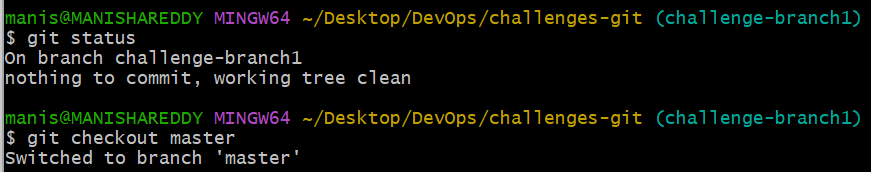 manis@MANISHAREDDY MINGW64 ~/Desktop/DevOps/challenges-git (challenge-branch1)
$ git status
On branch challenge-branch1
nothing to commit, working tree clean
manis@MANISHAREDDY MINGW64 ~/Desktop/DevOps/challenges-git (challenge-branch1)
$ git checkout master
Switched to branch 'master'